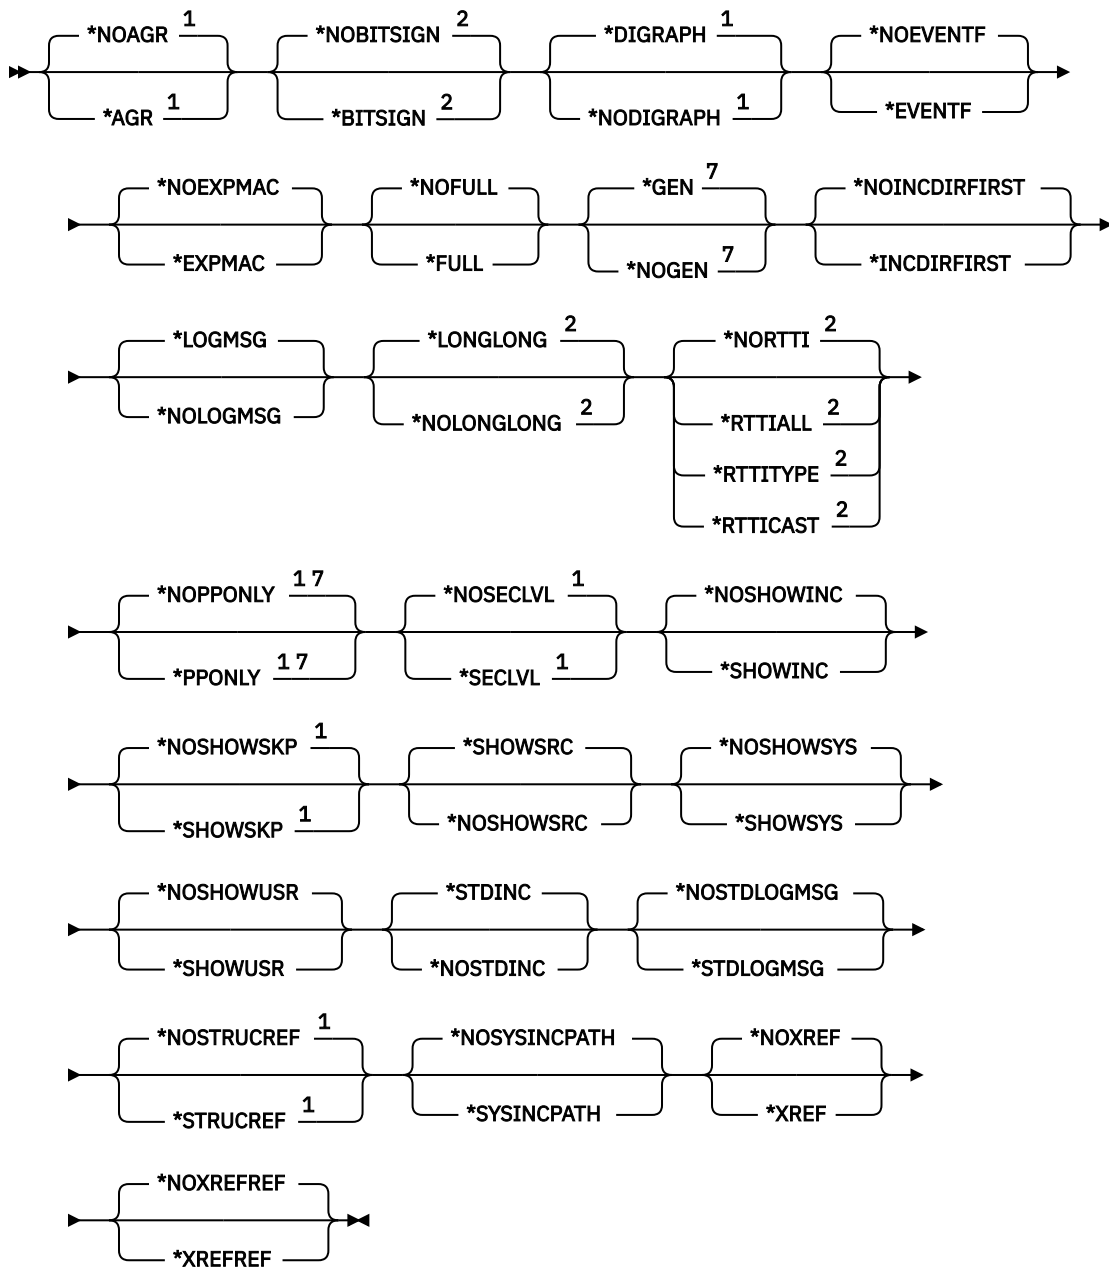 *NOAGR 1 *NOBITSIGN 2 *DIGRAPH 1 *NOEVENTF
*AGR 1 *BITSIGN 2 *NODIGRAPH 1 *EVENTF
*NOEXPMAC *NOFULL *GEN 7 *NOINCDIRFIRST
*EXPMAC *FULL *NOGEN 7 *INCDIRFIRST
*LOGMSG *LONGLONG 2 *NORTTI 2
*NOLOGMSG *NOLONGLONG 2 *RTTIALL 2
*RTTITYPE 2
*RTTICAST 2
*NOPPONLY 1 7 *NOSECLVL 1 *NOSHOWINC
*PPONLY 1 7 *SECLVL 1 *SHOWINC
*NOSHOWSKP 1 *SHOWSRC *NOSHOWSYS
*SHOWSKP 1 *NOSHOWSRC *SHOWSYS
*NOSHOWUSR *STDINC *NOSTDLOGMSG
*SHOWUSR *NOSTDINC *STDLOGMSG
*NOSTRUCREF 1 *NOSYSINCPATH *NOXREF
*STRUCREF 1 *SYSINCPATH *XREF
*NOXREFREF
*XREFREF